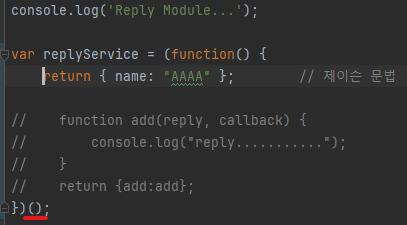 console.log('Reply Module...');
var replyService = (function() {
    return { name: "AAAA" };         // 제이슨 문법
//    function add(reply, callback) {
//        console.log("reply...........");
//    }
//    return {add:add};
})();